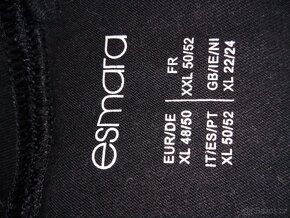 esmara
EUR/DE
XL 48/50
FR
XXL 50/52
IT/ES/PT
XL 50/52
GB/IE/NI
XL 22/24